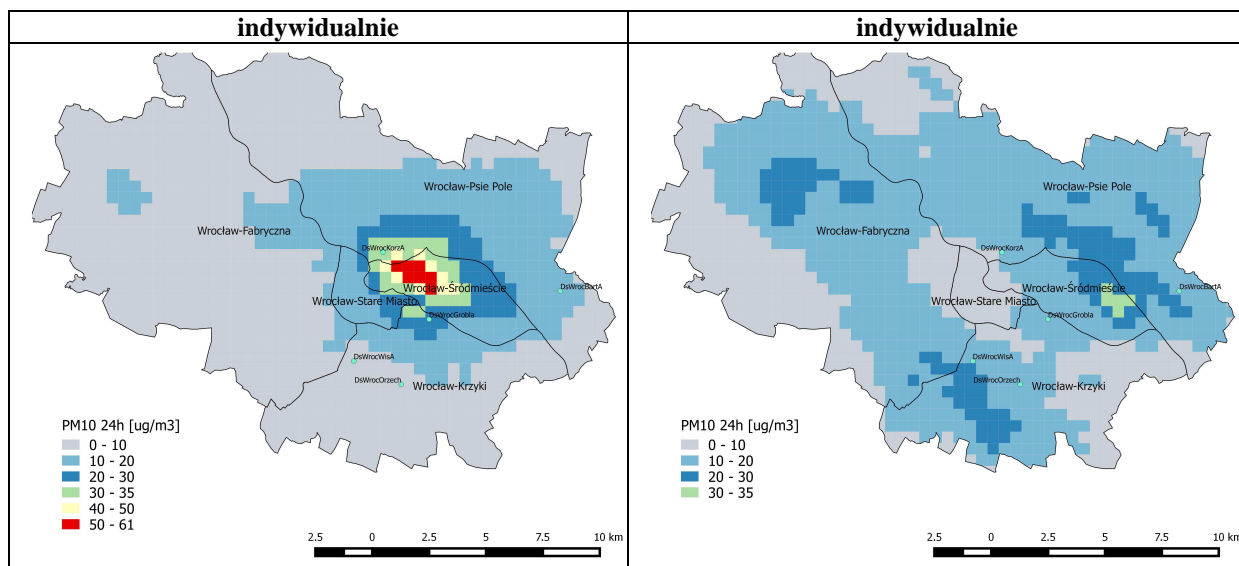 indywidualnie
Wrocław-Psie Pole
Wrocław-Fabryczna
DsWrocKorzA
Wrocław-Śródmieście
DsWrocBartA
Wrocław-Stare Miasto
DsWrocGrobla
DsWrocWisA
DsWrocOrzech
Wrocław-Krzyki
PM10 24h [ug/m3]
0 - 10
10 - 20
20 - 30
30 - 35
40 - 50
50 - 61
2.5 0 2.5 5 7.5 10 km
indywidualnie
Wrocław-Psie Pole
Wrocław-Fabryczna
DsWrocKorzA
Wrocław-Śródmieście
DsWrocBartA
Wrocław-Stare Miasto
DsWrocGrobla
DsWrocWisA
DsWrocOrzech
Wrocław-Krzyki
PM10 24h [ug/m3]
0 - 10
10 - 20
20 - 30
30 - 35
2.5 0 2.5 5 7.5 10 km